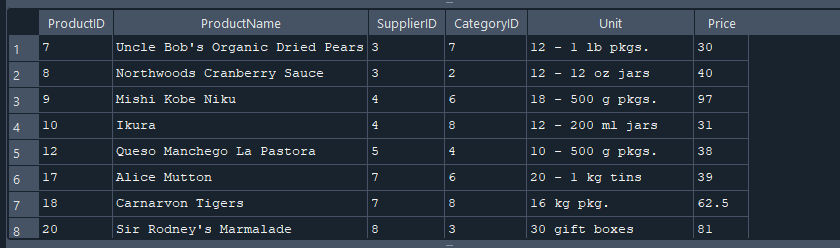 ProductID ProductName SupplierID CategoryID Unit Price
1 7 Uncle Bob's Organic Dried Pears 3 7 12 - 1 lb pkgs. 30
2 8 Northwoods Cranberry Sauce 3 2 12 - 12 oz jars 40
3 9 Mishi Kobe Niku 4 6 18 - 500 g pkgs. 97
4 10 Ikura 4 8 12 - 200 ml jars 31
5 12 Queso Manchego La Pastora 5 4 10 - 500 g pkgs. 38
6 17 Alice Mutton 7 6 20 - 1 kg tins 39
7 18 Carnarvon Tigers 7 8 16 kg pkg. 62.5
8 20 Sir Rodney's Marmalade 8 3 30 gift boxes 81